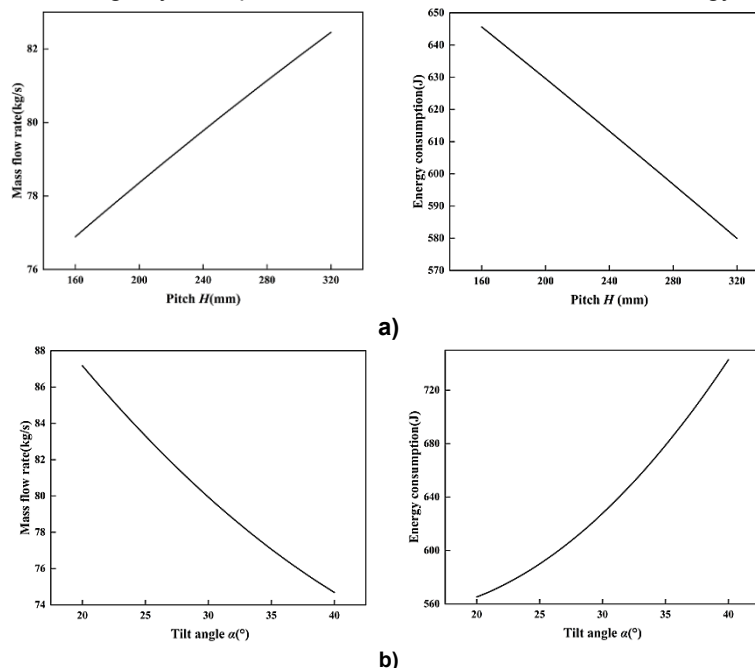 82
80
78
76
Mass flow rate(kg/s)
160 200 240 280 320
Pitch H(mm)
650
640
630
620
610
600
590
580
570
Energy consumption(J)
160 200 240 280 320
Pitch H (mm)
a)
88
86
84
82
80
78
76
74
Mass flow rate(kg/s)
20 25 30 35 40
Tilt angle α(°)
720
680
640
600
560
Energy consumption(J)
20 25 30 35 40
Tilt angle α(°)
b)